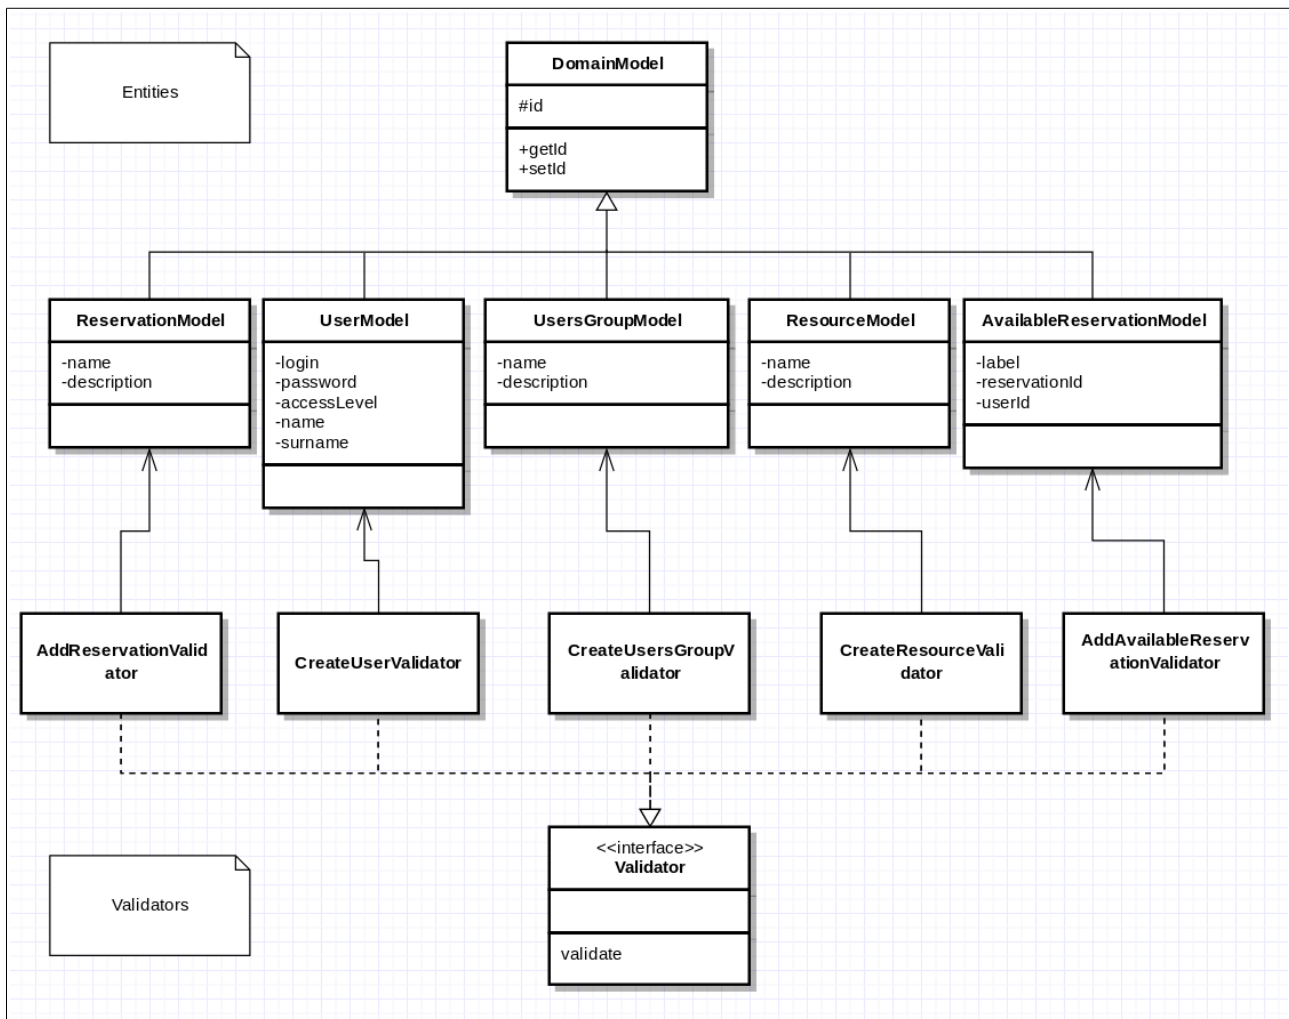 Entities
DomainModel
#id
+getId
+setId
ReservationModel
-name
-description
UserModel
-login
-password
-accessLevel
-name
-surname
UsersGroupModel
-name
-description
ResourceModel
-name
-description
AvailableReservationModel
-label
-reservationId
-userId
AddReservationValid
ator
CreateUserValidator
CreateUsersGroupV
alidator
CreateResourceVali
dator
AddAvailableReserv
ationValidator
Validators
<<interface>>
Validator
validate